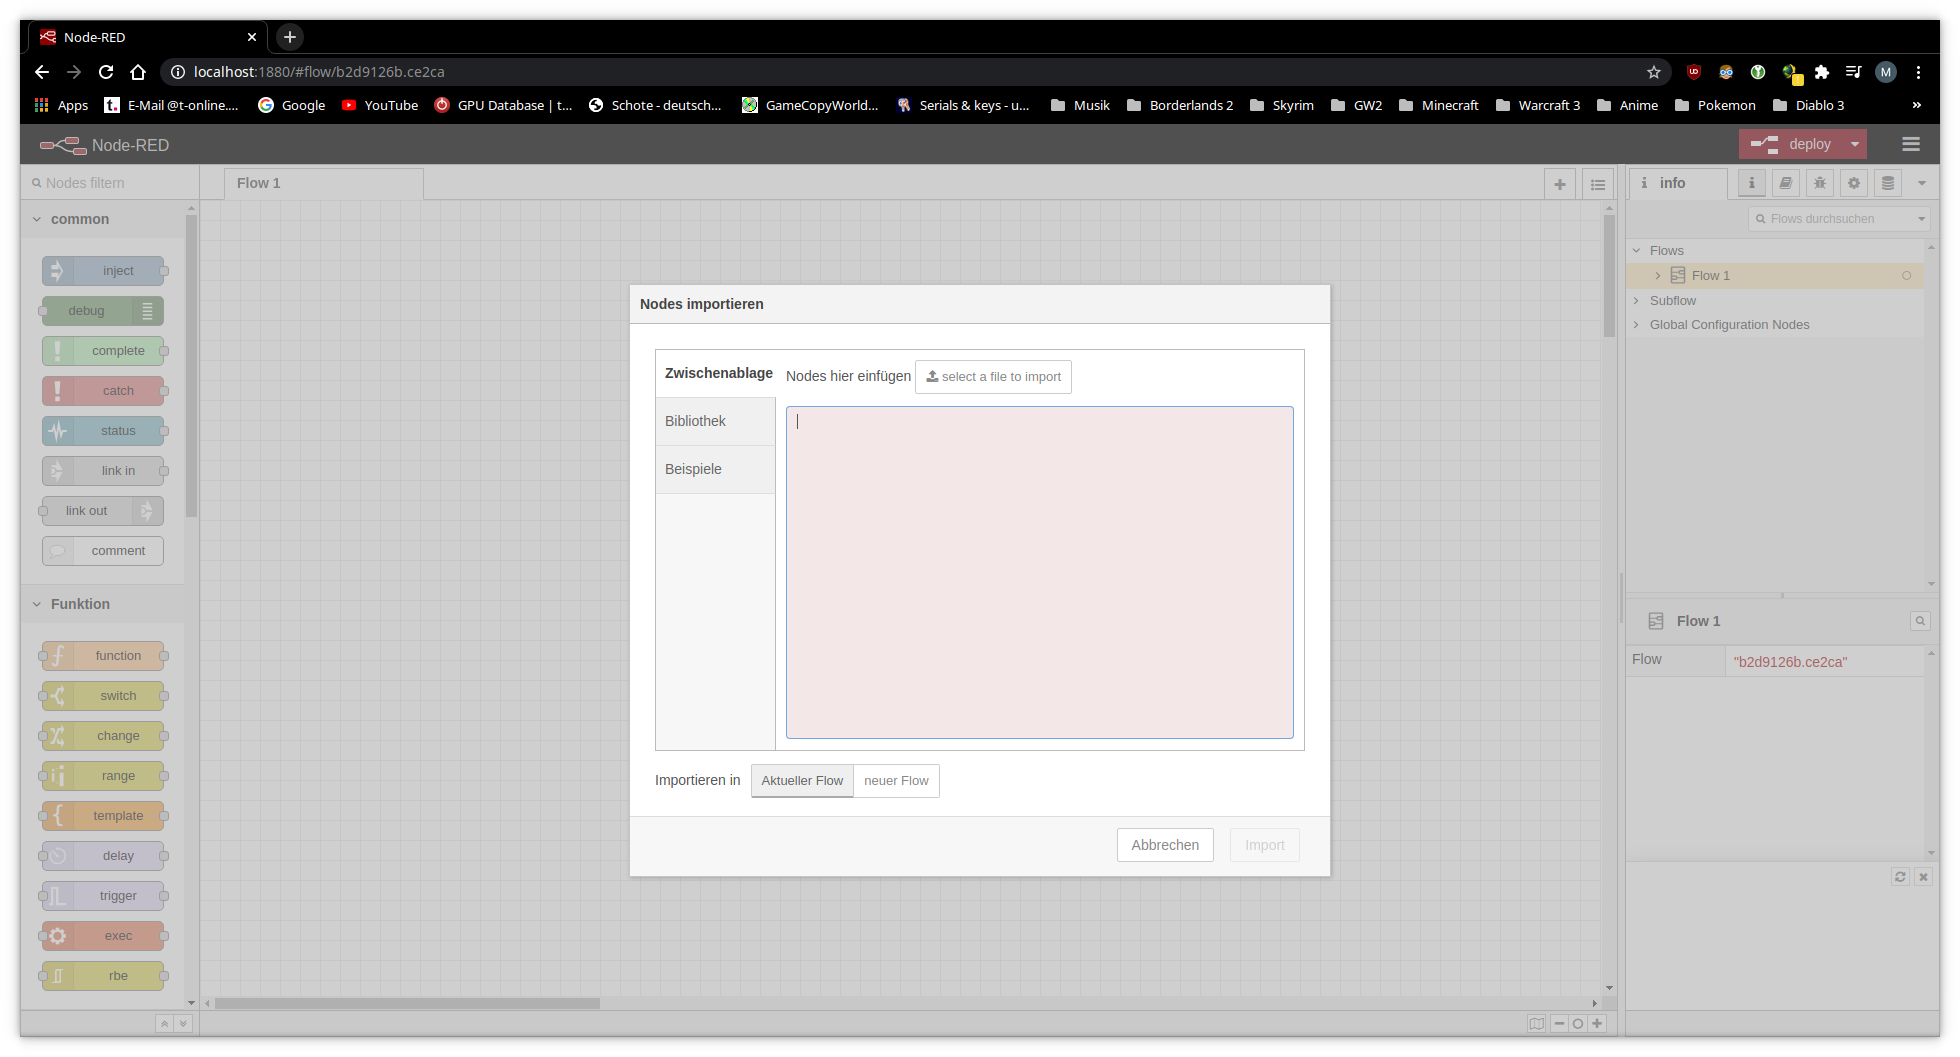 Node-RED
localhost:1880/#flow/b2d9126b.ce2ca
M
Apps
E-Mail @t-online....
Google
YouTube
GPU Database | t...
Schote - deutsch...
GameCopyWorld...
Serials & keys - u...
Musik
Borderlands 2
Skyrim
GW2
Minecraft
Warcraft 3
Anime
Pokemon
Diablo 3
»
Node-RED
deploy
Nodes filtern
Flow 1
info
Flows durchsuchen
common
inject
debug
complete
catch
status
link in
link out
comment
Funktion
function
switch
change
range
template
delay
trigger
exec
rbe
Nodes importieren
Zwischenablage
Nodes hier einfügen
select a file to import
Bibliothek
Beispiele
Importieren in
Aktueller Flow
neuer Flow
Abbrechen
Import
Flows
Flow 1
Subflow
Global Configuration Nodes
Flow 1
Flow
"b2d9126b.ce2ca"